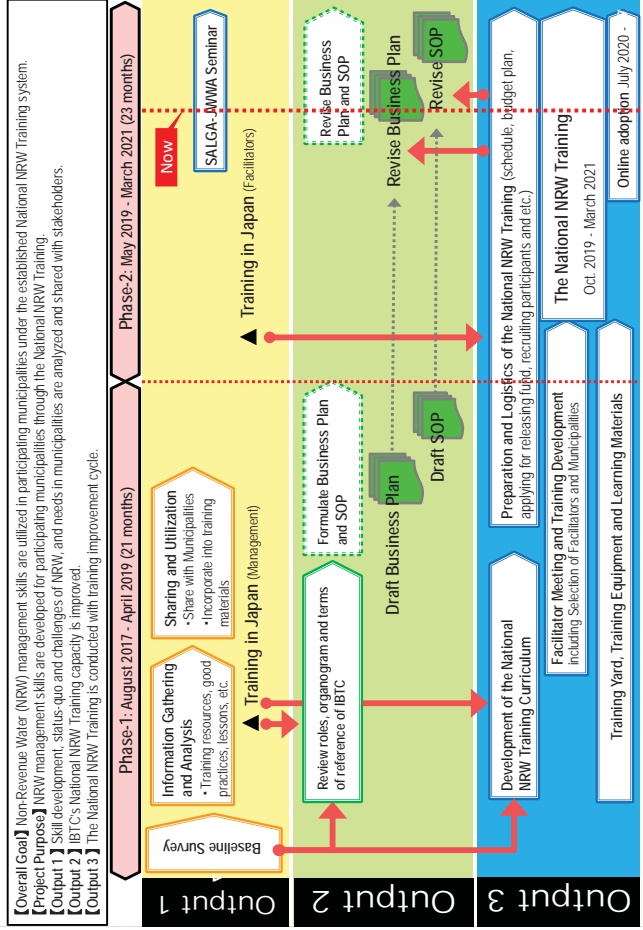 【Overall Goal】Non-Revenue Water (NRW) management skills are utilized in participating municipalities under the established National NRW Training system.
【Project Purpose】NRW management skills are developed for participating municipalities through the National NRW Training.
【Output 1】Skill development, status-quo and challenges of NRW, and needs in municipalities are analyzed and shared with stakeholders.
【Output 2】IBTC's National NRW Training capacity is improved.
【Output 3】The National NRW Training is conducted with training improvement cycle.
Phase-1: August 2017 - April 2019 (21 months)
Phase-2: May 2019 - March 2021 (23 months)
Now
Output 1
Baseline Survey
Information Gathering
and Analysis
• Training resources, good
practices, lessons, etc.
Sharing and Utilization
• Share with Municipalities
• Incorporate into training
materials
SALGA-JWWA Seminar
▲ Training in Japan (Management)
▲ Training in Japan (Facilitators)
Output 2
Review roles, organogram and terms
of reference of IBTC
Formulate Business Plan
and SOP
Revise Business
Plan and SOP
Draft Business Plan
Revise Business Plan
Draft SOP
Revise SOP
Output 3
Development of the National
NRW Training Curriculum
Preparation and Logistics of the National NRW Training (schedule, budget plan,
applying for releasing fund, recruiting participants and etc.)
Facilitator Meeting and Training Development
including Selection of Facilitators and Municipalities
The National NRW Training
Oct. 2019 - March 2021
Training Yard, Training Equipment and Learning Materials
Online adoption July 2020 -